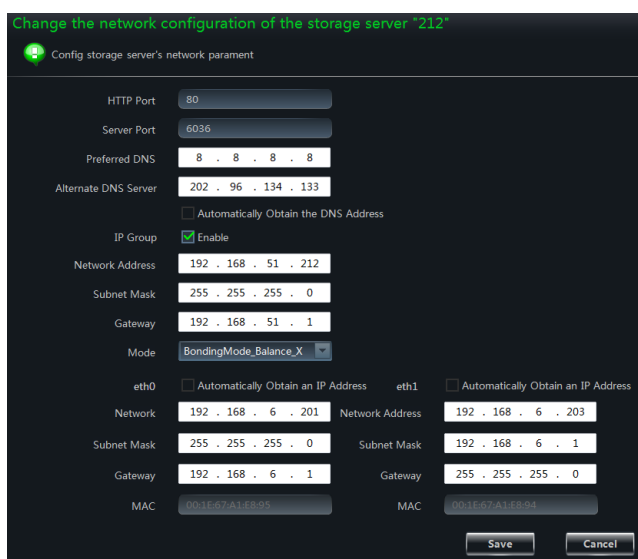 Change the network configuration of the storage server "212"
Config storage server's network parament
HTTP Port 80
Server Port 6036
Preferred DNS 8 . 8 . 8 . 8
Alternate DNS Server 202 . 96 . 134 . 133
Automatically Obtain the DNS Address
IP Group Enable
Network Address 192 . 168 . 51 . 212
Subnet Mask 255 . 255 . 255 . 0
Gateway 192 . 168 . 51 . 1
Mode BondingMode_Balance_X
eth0 Automatically Obtain an IP Address eth1 Automatically Obtain an IP Address
Network 192 . 168 . 6 . 201 Network Address 192 . 168 . 6 . 203
Subnet Mask 255 . 255 . 255 . 0 Subnet Mask 192 . 168 . 6 . 1
Gateway 192 . 168 . 6 . 1 Gateway 255 . 255 . 255 . 0
MAC 00:1E:67:A1:E8:95 MAC 00:1E:67:A1:E8:94
Save Cancel